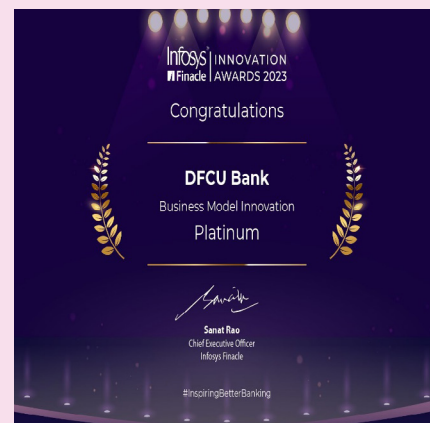 Infosys | INNOVATION
Finacle | AWARDS 2023
Congratulations
DFCU Bank
Business Model Innovation
Platinum
Sanat Rao
Chief Executive Officer
Infosys Finacle
#InspiringBetterBanking